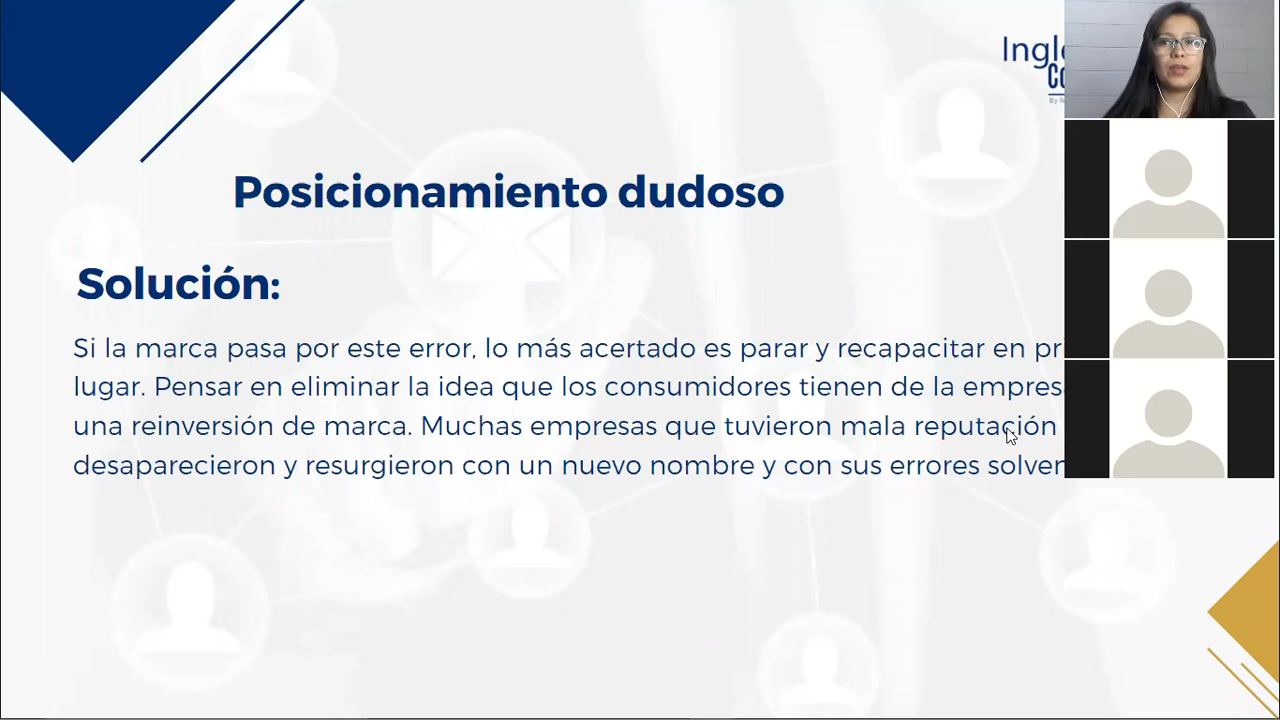 Posicionamiento dudoso
Solución:
Si la marca pasa por este error, lo más acertado es parar y recapacitar en
lugar. Pensar en eliminar la idea que los consumidores tienen de la
una reinversión de marca. Muchas empresas que tuvieron mala reputación
desaparecieron y resurgieron con un nuevo nombre y con sus errores